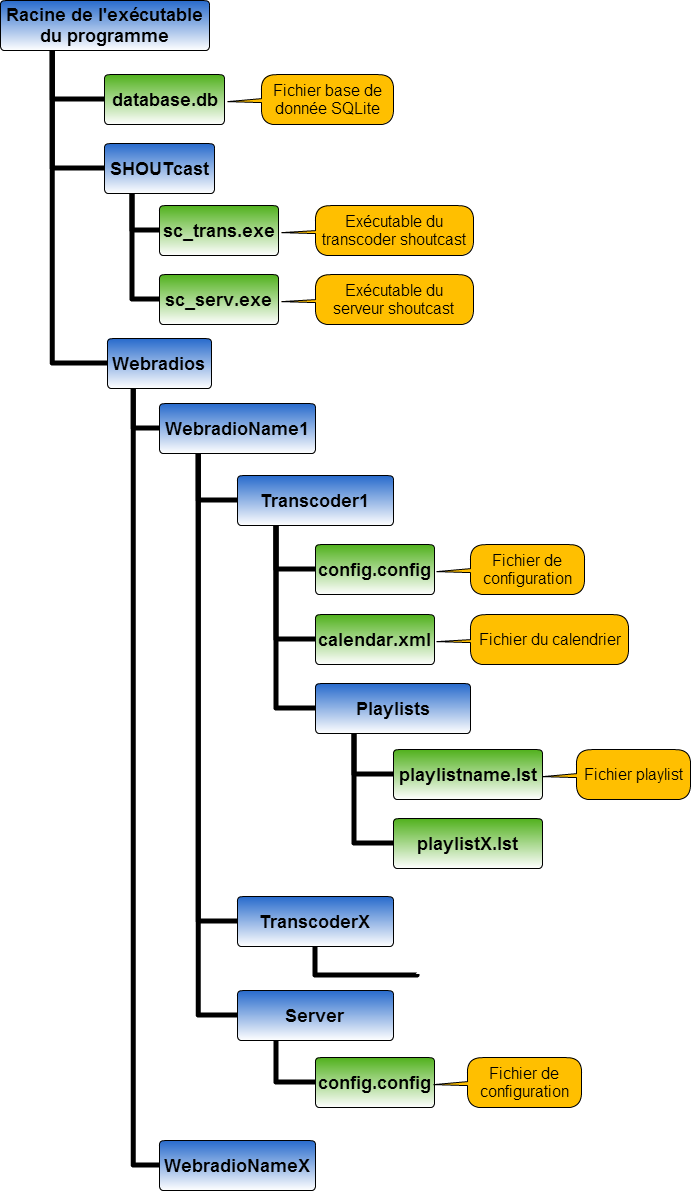 Racine de l'exécutable
du programme
database.db
Fichier base de
donnée SQLite
SHOUTcast
sc_trans.exe
Exécutable du
transcoder shoutcast
sc_serv.exe
Exécutable du
serveur shoutcast
Webradios
WebradioName1
Transcoder1
config.config
Fichier de
configuration
calendar.xml
Fichier du calendrier
Playlists
playlistname.lst
Fichier playlist
playlistX.lst
TranscoderX
Server
config.config
Fichier de
configuration
WebradioNameX